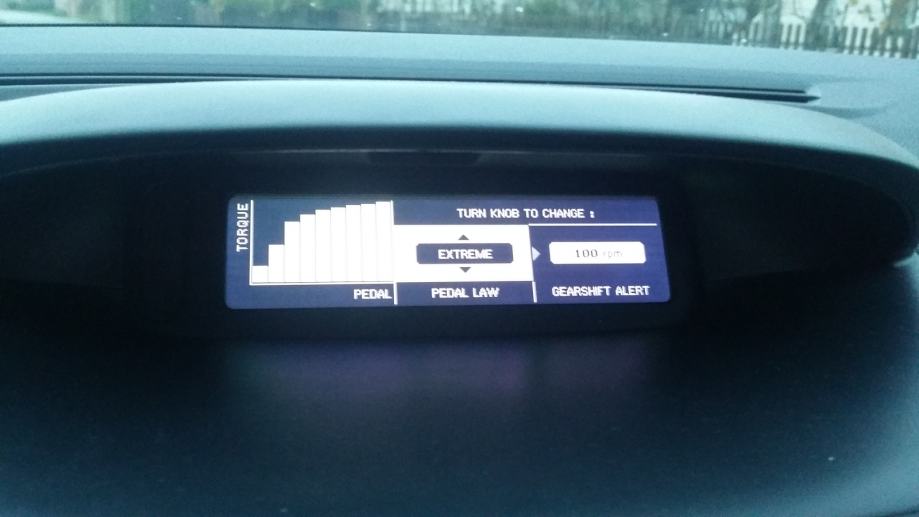 TORQUE
TURN KNOB TO CHANGE :
EXTREME
100 rpm
PEDAL
PEDAL LAW
GEARSHIFT ALERT